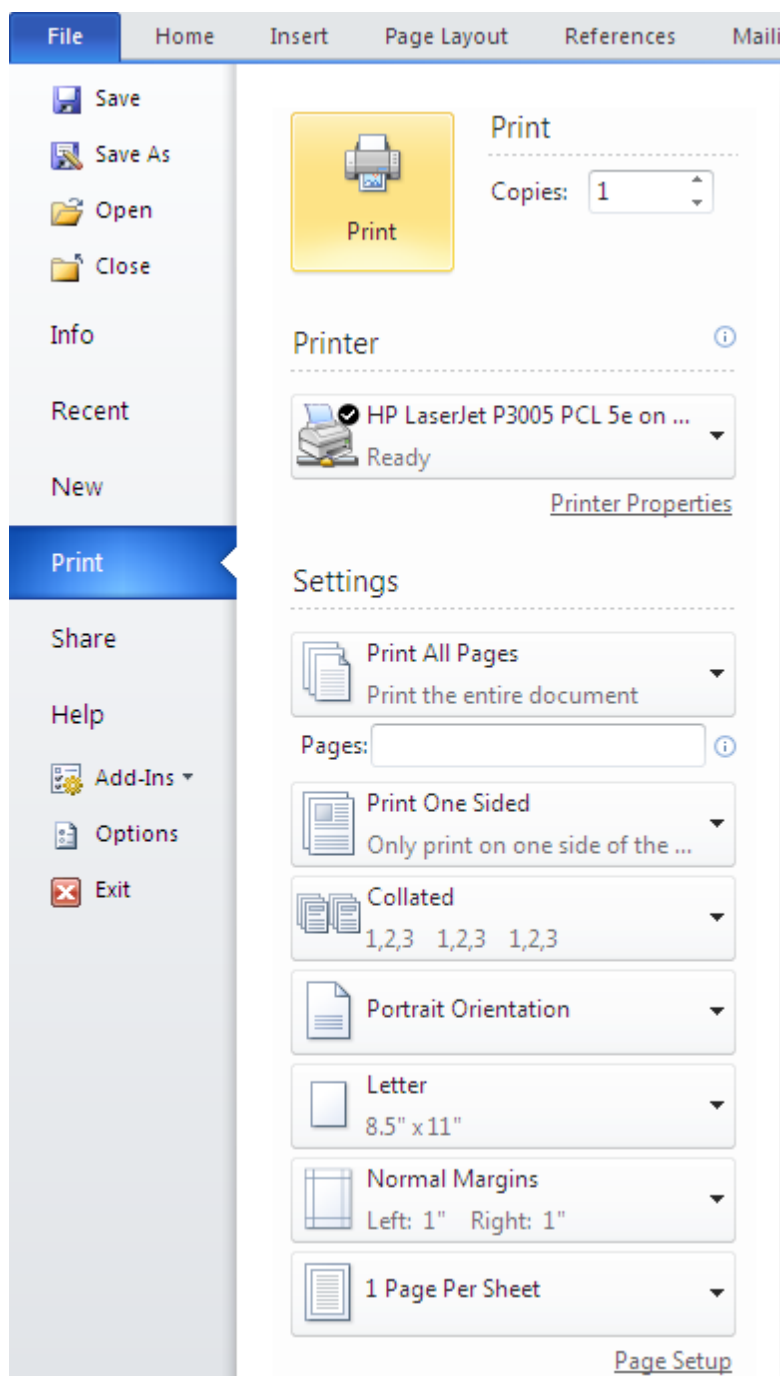 File Home Insert Page Layout References Maili
Save
Save As
Open
Close
Info
Recent
New
Print
Share
Help
Add-Ins
Options
Exit
Print
Print
Copies: 1
Printer
HP LaserJet P3005 PCL 5e on ...
Ready
Printer Properties
Settings
Print All Pages
Print the entire document
Pages:
Print One Sided
Only print on one side of the ...
Collated
1,2,3 1,2,3 1,2,3
Portrait Orientation
Letter
8.5" x 11"
Normal Margins
Left: 1" Right: 1"
1 Page Per Sheet
Page Setup